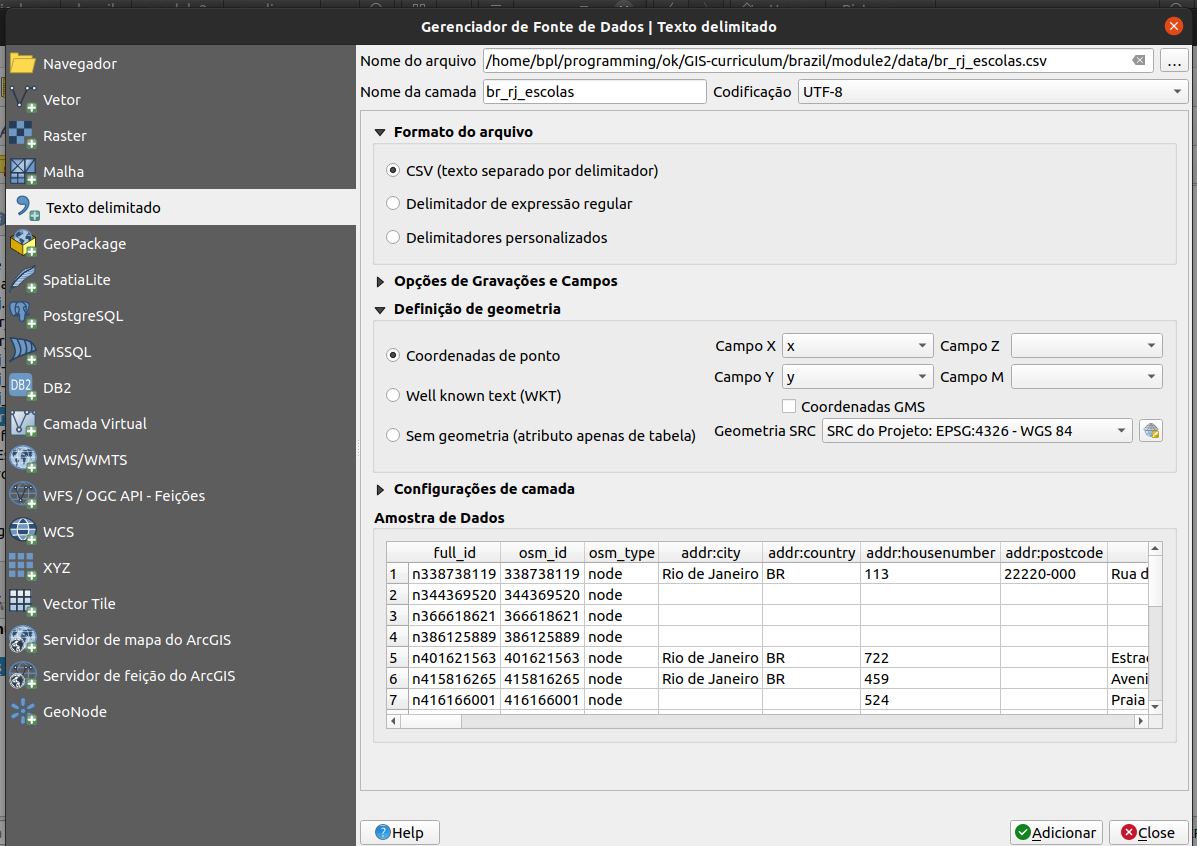 Gerenciador de Fonte de Dados | Texto delimitado
Navegador
Vetor
Raster
Malha
Texto delimitado
GeoPackage
SpatiaLite
PostgreSQL
MSSQL
DB2
DB2
Camada Virtual
WMS/WMTS
WFS / OGC API - Feições
WCS
XYZ
Vector Tile
Servidor de mapa do ArcGIS
Servidor de feição do ArcGIS
GeoNode
Nome do arquivo /home/bpl/programming/ok/GIS-curriculum/brazil/module2/data/br_rj_escolas.csv ...
Nome da camada br_rj_escolas Codificação UTF-8
Formato do arquivo
CSV (texto separado por delimitador)
Delimitador de expressão regular
Delimitadores personalizados
Opções de Gravações e Campos
Definição de geometria
Coordenadas de ponto
Well known text (WKT)
Sem geometria (atributo apenas de tabela)
Campo X x Campo Z
Campo Y y Campo M
Coordenadas GMS
Geometria SRC SRC do Projeto: EPSG:4326 - WGS 84
Configurações de camada
Amostra de Dados
full_id osm_id osm_type addr:city addr:country addr:housenumber addr:postcode
1 n338738119 338738119 node Rio de Janeiro BR 113 22220-000 Rua d
2 n344369520 344369520 node
3 n366618621 366618621 node
4 n386125889 386125889 node
5 n401621563 401621563 node Rio de Janeiro BR 722 Estra
6 n415816265 415816265 node Rio de Janeiro BR 459 Aveni
7 n416166001 416166001 node 524 Praia
Help Adicionar Close